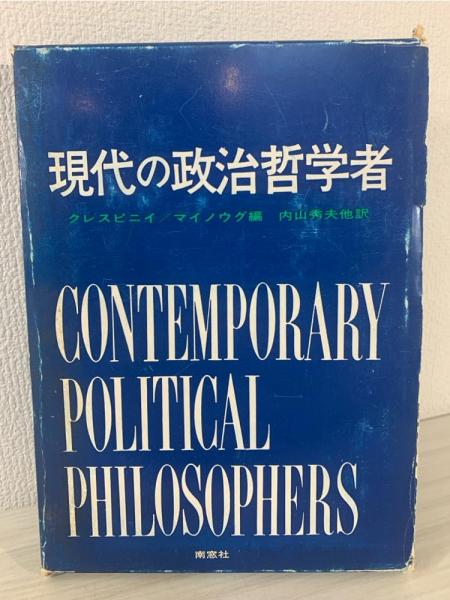 現代の政治哲学者
クレスピニイ/マイノウグ編 内山秀夫他訳
CONTEMPORARY
POLITICAL
PHILOSOPHERS
南窓社